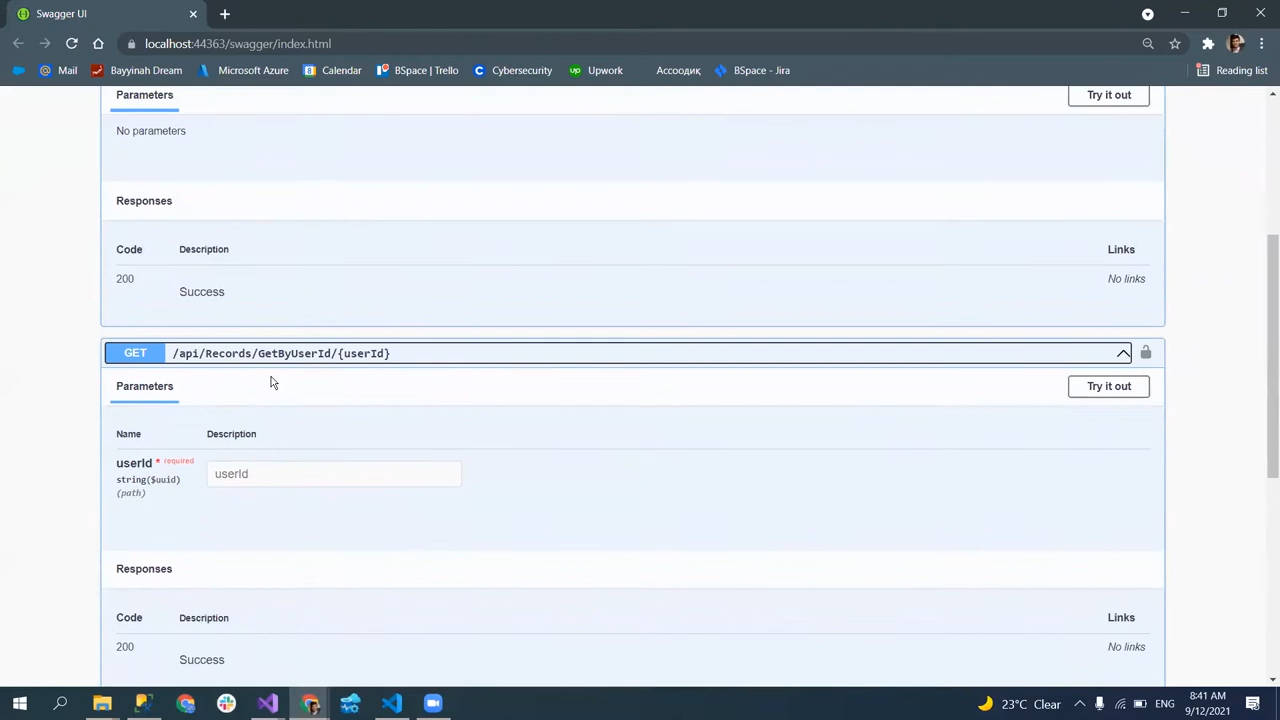 Swagger UI
localhost:44363/swagger/index.html
Mail
Bayyinah Dream
Microsoft Azure
Calendar
BSpace | Trello
Cybersecurity
Upwork
Ассоодиқ
BSpace - Jira
Reading list
Parameters
Try it out
No parameters
Responses
Code Description Links
200 No links
Success
GET /api/Records/GetByUserId/{userId}
Parameters
Try it out
Name Description
userId * required
string($uuid)
(path)
userId
Responses
Code Description Links
200 No links
Success
23°C Clear
ENG
8:41 AM
9/12/2021